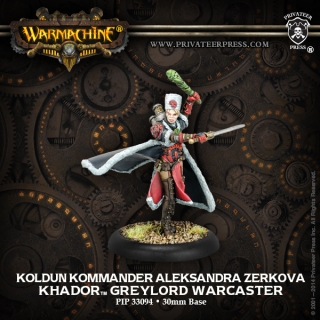 WARMACHINE®
WWW.PRIVATEERPRESS.COM
PRIVATEER
PRESS
KOLDUN KOMMANDER ALEKSANDRA ZERKOVA
KHADOR™ GREYLORD WARCASTER
PIP 33094 • 30mm Base